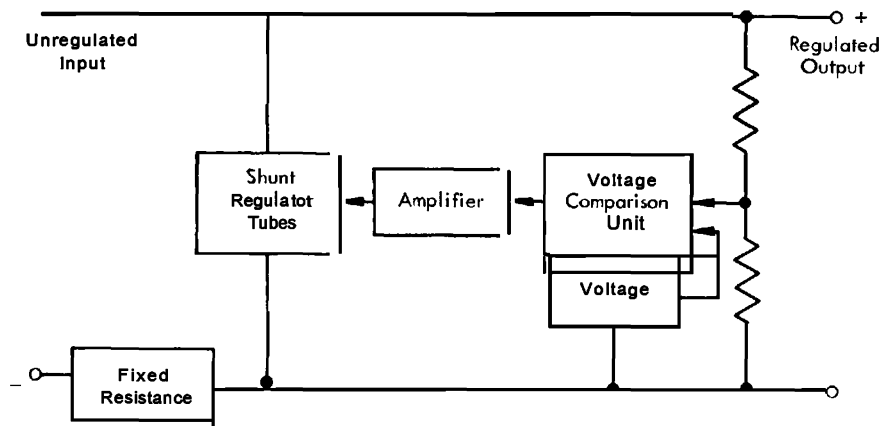 Unregulated
Input
+
Regulated
Output
Shunt
Regulatot
Tubes
Amplifier
Voltage
Comparison
Unit
Voltage
–
Fixed
Resistance